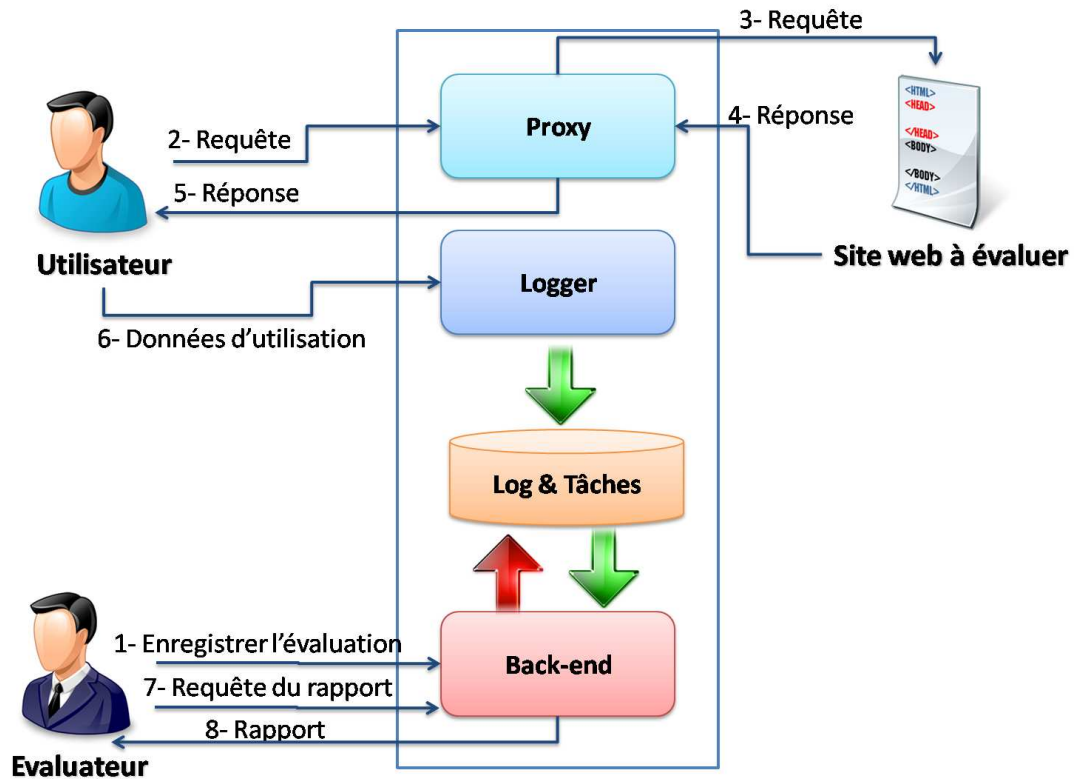 3- Requête
<HTML>
<HEAD>
</HEAD>
<BODY>
</BODY>
</HTML>
Proxy
4- Réponse
2- Requête
5- Réponse
Utilisateur
Site web à évaluer
Logger
6- Données d'utilisation
Log & Tâches
1- Enregistrer l'évaluation
Back-end
7- Requête du rapport
8- Rapport
Evaluateur